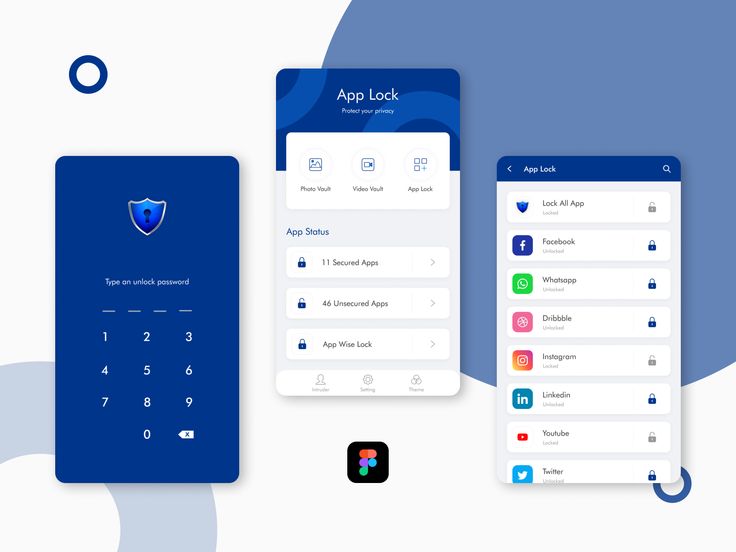 Type an unlock password
1 2 3
4 5 6
7 8 9
0 X
App Lock
Protect your privacy
Photo Vault Video Vault App Lock
App Status
11 Secured Apps
46 Unsecured Apps
App Wise Lock
Intruder Setting Theme
App Lock
Lock All App
Locked
Facebook
Unlocked
Whatsapp
Unlocked
Dribbble
Unlocked
Instagram
Locked
Linkedin
Unlocked
Youtube
Locked
Twitter
Unlocked